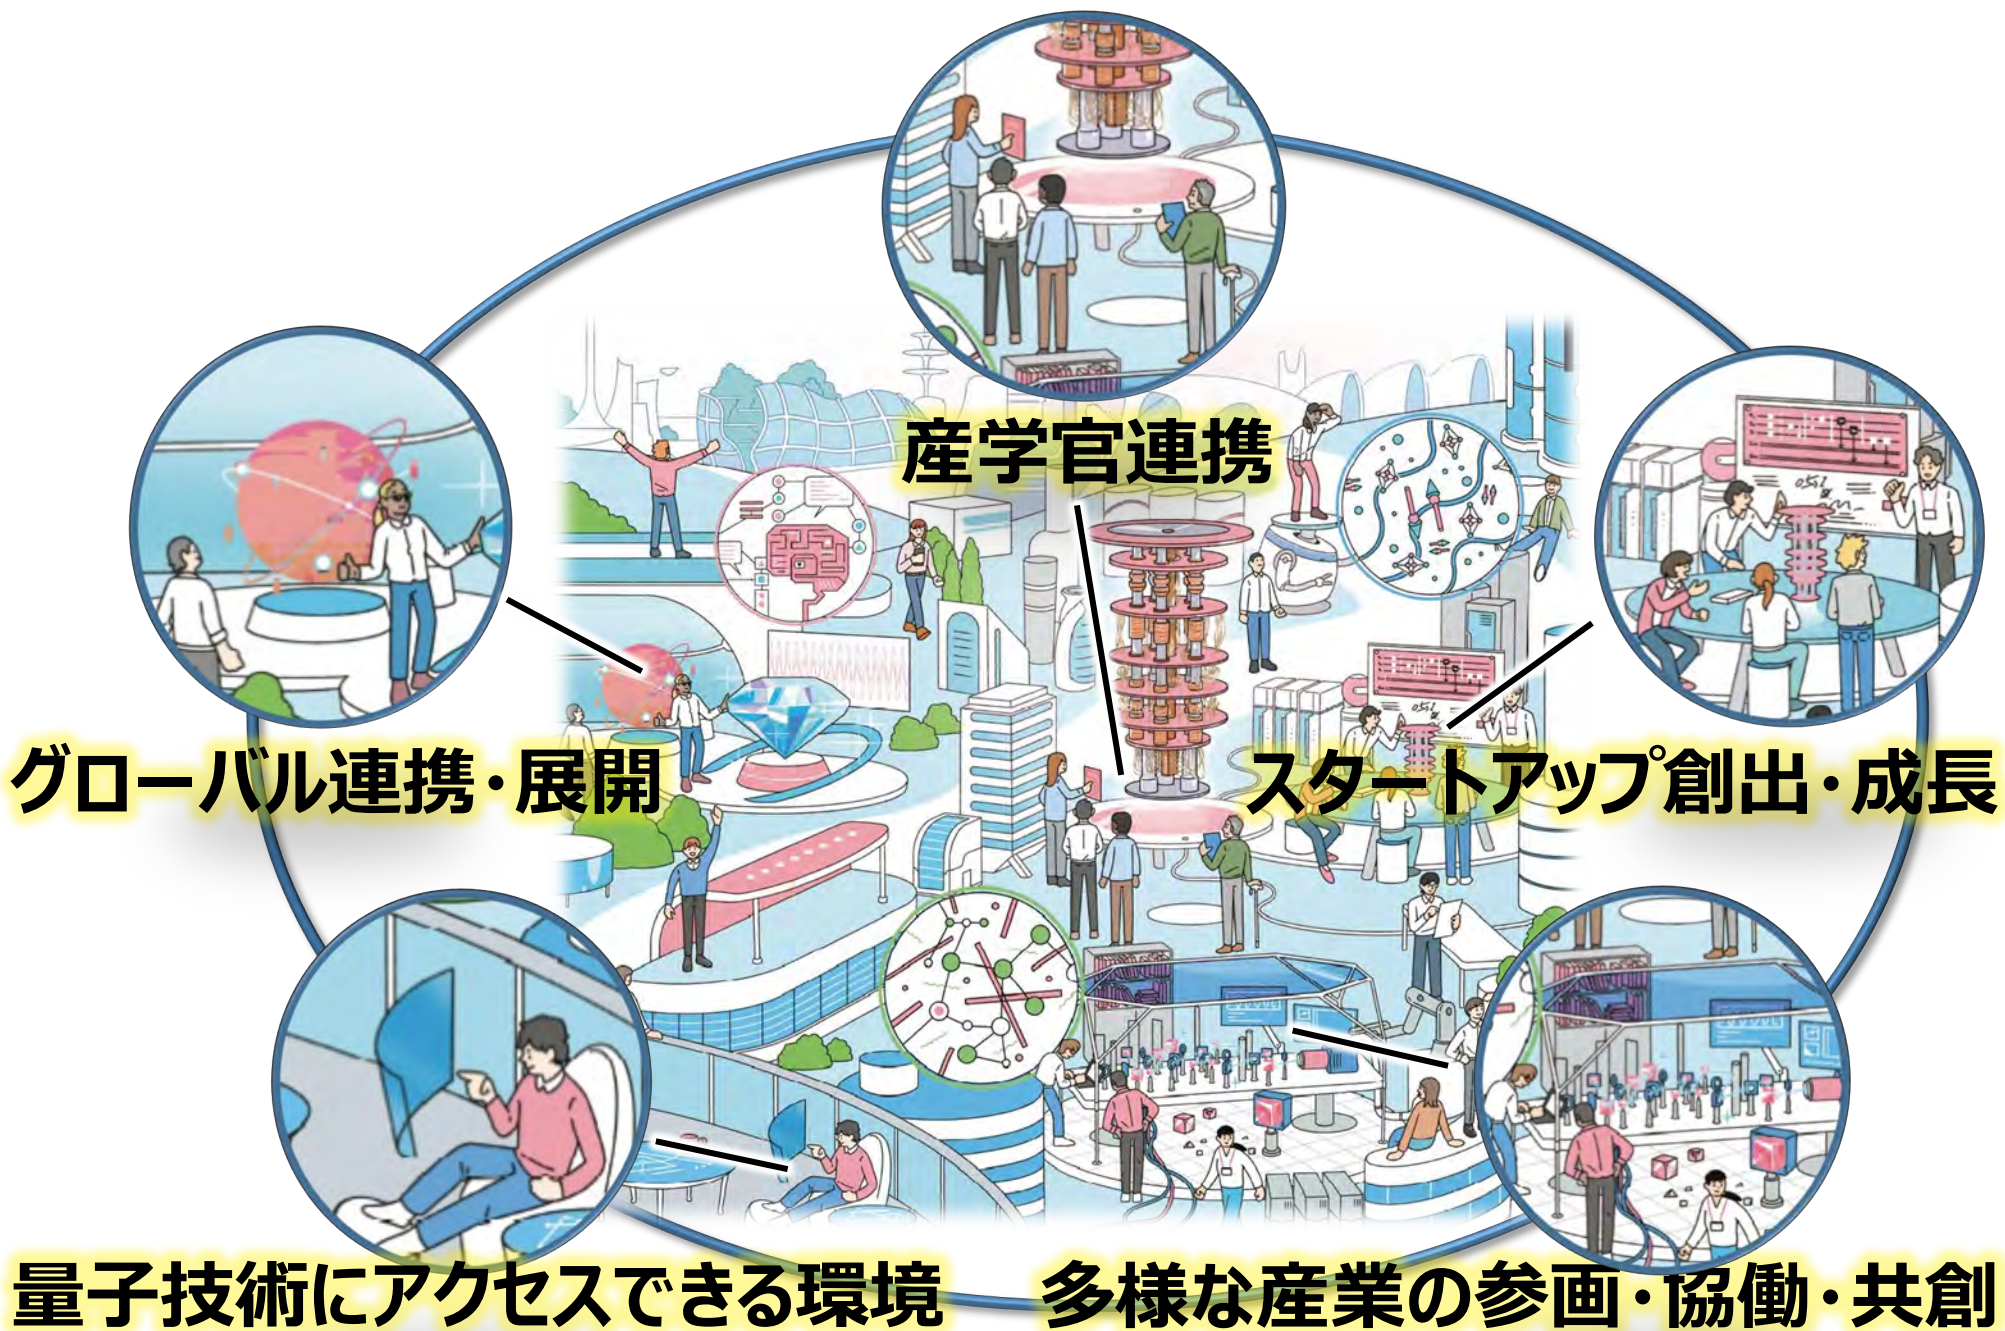 産学官連携
グローバル連携・展開
スタートアップ創出・成長
量子技術にアクセスできる環境
多様な産業の参画・協働・共創